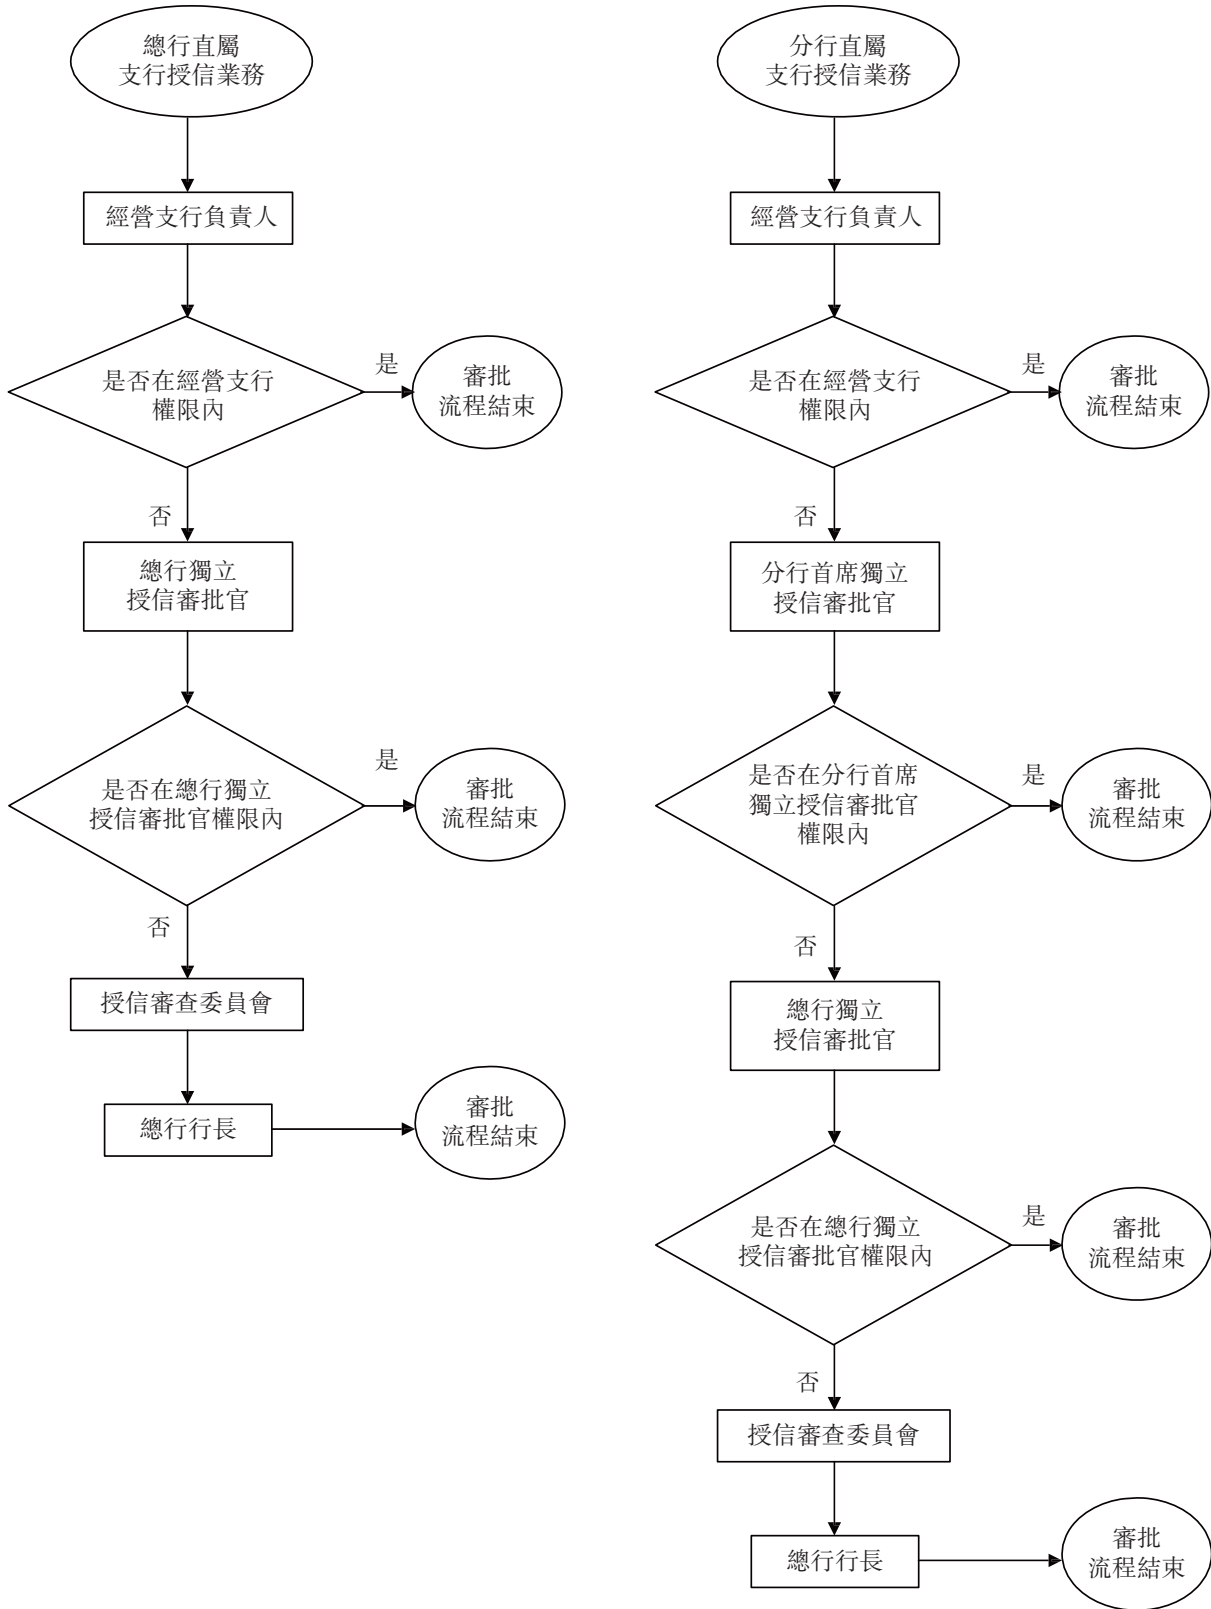 總行直屬
支行授信業務
經營支行負責人
是否在經營支行
權限內
是
審批
流程結束
否
總行獨立
授信審批官
是否在總行獨立
授信審批官權限內
是
審批
流程結束
否
授信審查委員會
總行行長
審批
流程結束
分行直屬
支行授信業務
經營支行負責人
是否在經營支行
權限內
是
審批
流程結束
否
分行首席獨立
授信審批官
是否在分行首席
獨立授信審批官
權限內
是
審批
流程結束
否
總行獨立
授信審批官
是否在總行獨立
授信審批官權限內
是
審批
流程結束
否
授信審查委員會
總行行長
審批
流程結束